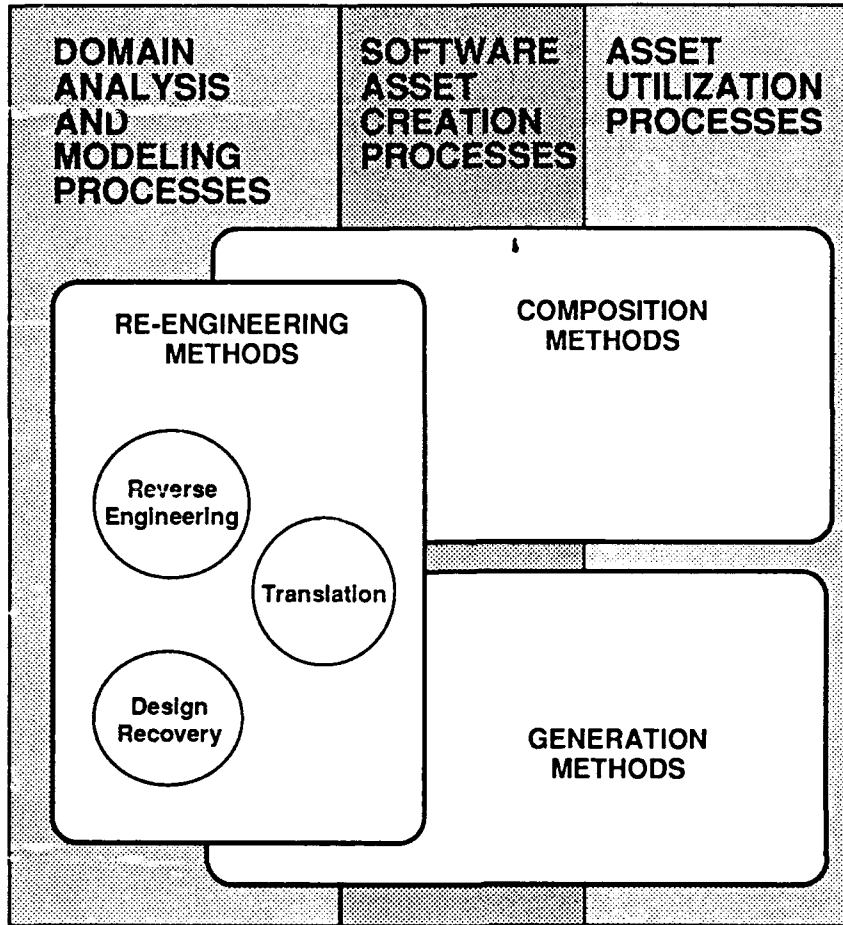 DOMAIN
ANALYSIS
AND
MODELING
PROCESSES
SOFTWARE
ASSET
CREATION
PROCESSES
ASSET
UTILIZATION
PROCESSES
RE-ENGINEERING
METHODS
COMPOSITION
METHODS
Reverse
Engineering
Translation
Design
Recovery
GENERATION
METHODS